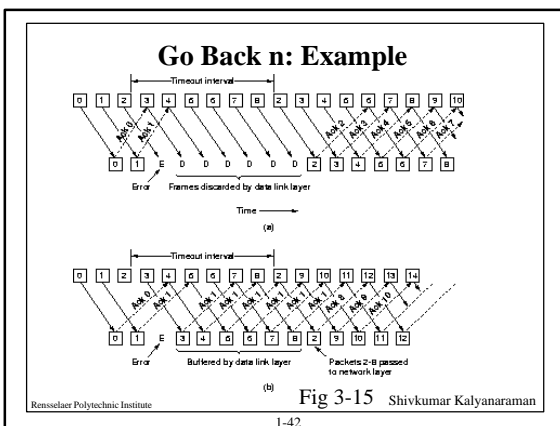 Go Back n: Example
Timeout interval
0 1 2 3 4 5 6 7 8 2 3 4 5 6 7 8 9 10
Ack 0 Ack 1 Ack 2 Ack 3 Ack 4 Ack 5 Ack 6 Ack 7
0 1 E D D D D D D 2 3 4 5 6 7 8
Error Frames discarded by data link layer
Time
(a)
Timeout interval
0 1 2 3 4 5 6 7 8 2 9 10 11 12 13 14
Ack 0 Ack 1 Ack 1 Ack 1 Ack 1 Ack 1 Ack 1 Ack 8 Ack 9 Ack 10
0 1 E 3 4 5 6 7 8 2 9 10 11 12
Error Buffered by data link layer Packets 2-8 passed
to network layer
(b)
Rensselaer Polytechnic Institute Fig 3-15 Shivkumar Kalyanaraman
1-42